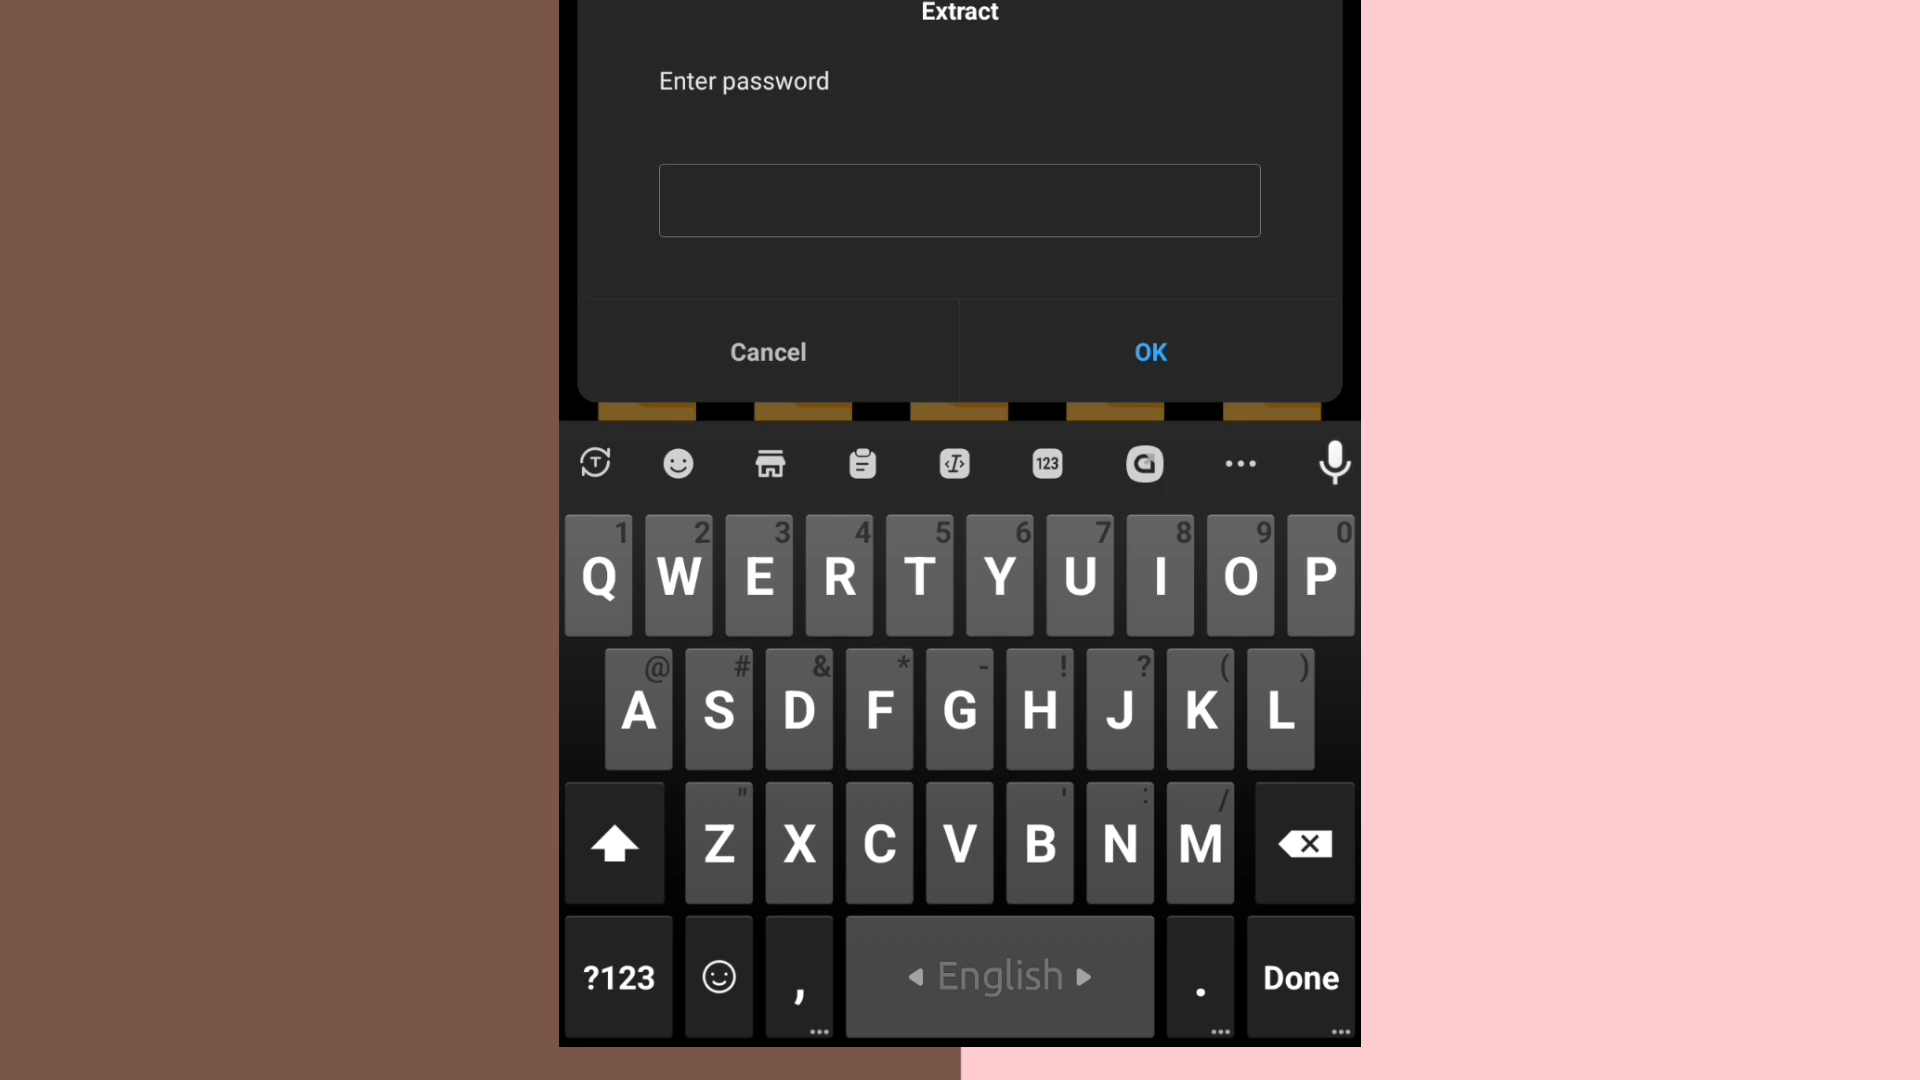 Extract
Enter password
Cancel OK
T 123 G
1 2 3 4 5 6 7 8 9 0
Q W E R T Y U I O P
@ # & * - ! ? ( )
A S D F G H J K L
" ' : /
Z X C V B N M
?123 , English . Done